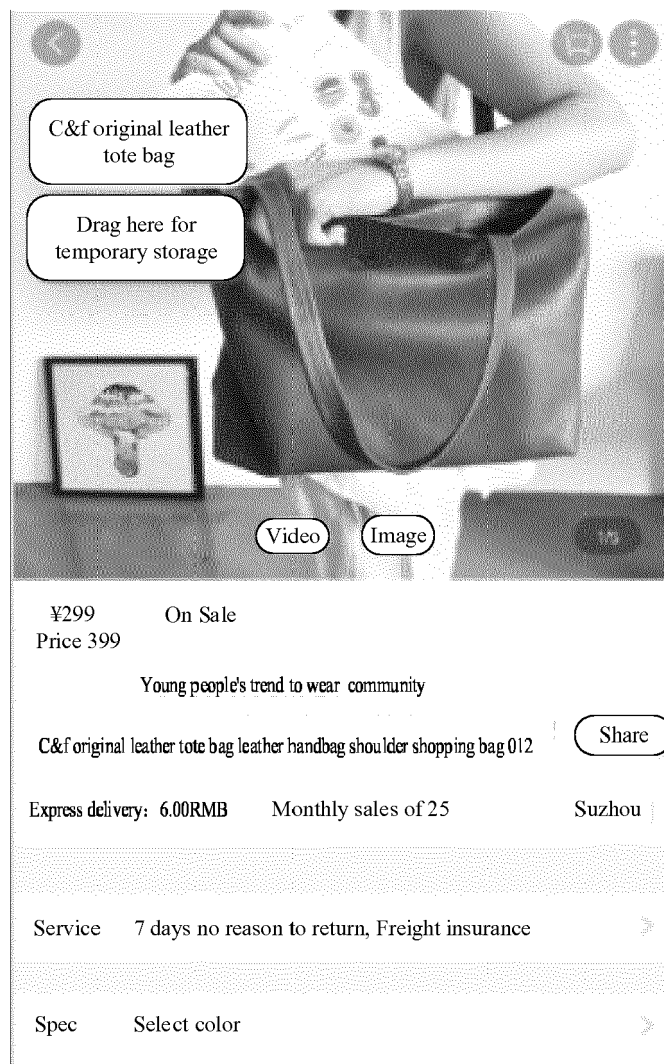 C&f original leather
tote bag
Drag here for
temporary storage
Video
Image
1/5
¥299
On Sale
Price 399
Young people's trend to wear community
C&f original leather tote bag leather handbag shoulder shopping bag 012
Share
Express delivery: 6.00RMB
Monthly sales of 25
Suzhou
Service
7 days no reason to return, Freight insurance
Spec
Select color